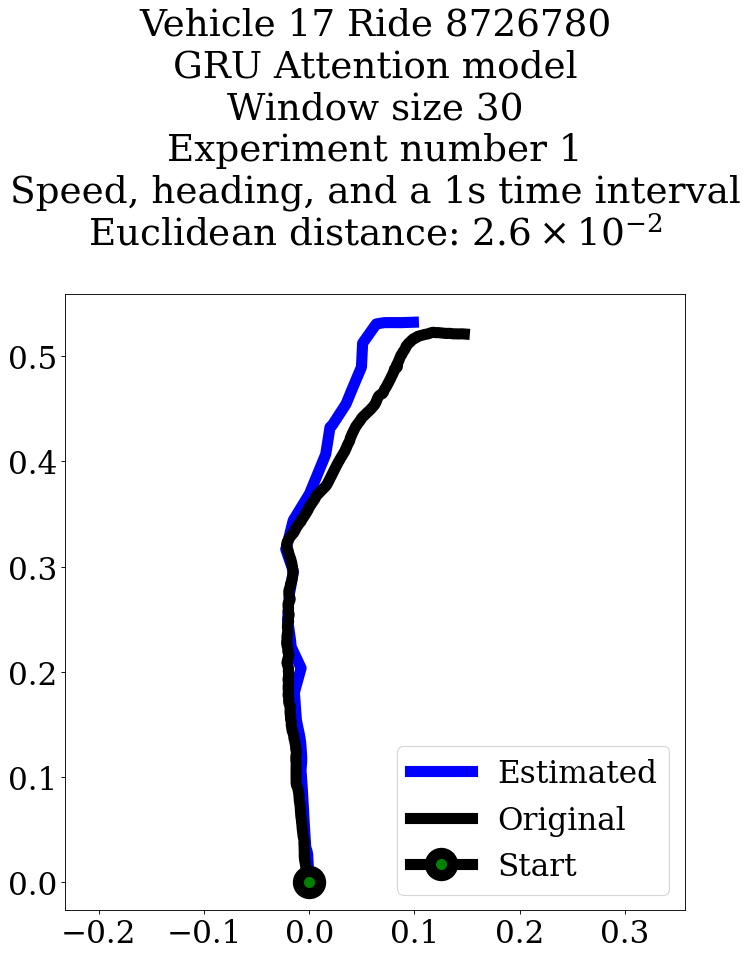 Vehicle 17 Ride 8726780
GRU Attention model
Window size 30
Experiment number 1
Speed, heading, and a 1s time interval
Euclidean distance: 2.6 × 10⁻²
0.5
0.4
0.3
0.2
0.1
0.0
Estimated
Original
Start
−0.2 −0.1 0.0 0.1 0.2 0.3